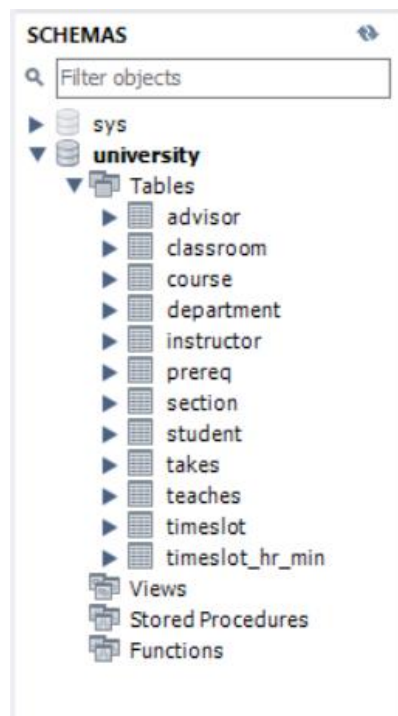 SCHEMAS
Filter objects
sys
university
Tables
advisor
classroom
course
department
instructor
prereq
section
student
takes
teaches
timeslot
timeslot_hr_min
Views
Stored Procedures
Functions